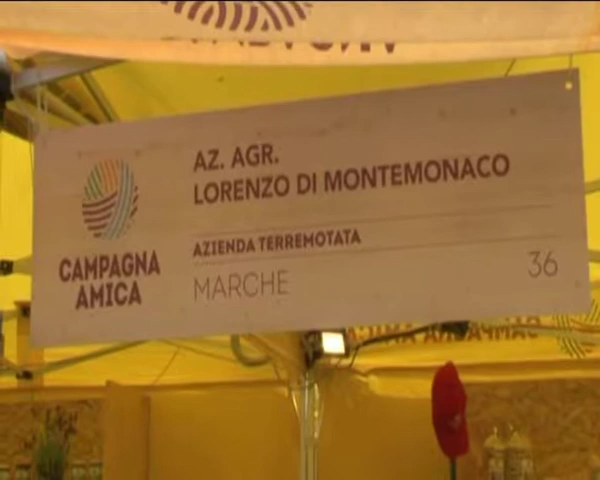 AZ. AGR.
LORENZO DI MONTEMONACO
AZIENDA TERREMOTATA
MARCHE
36
CAMPAGNA
AMICA